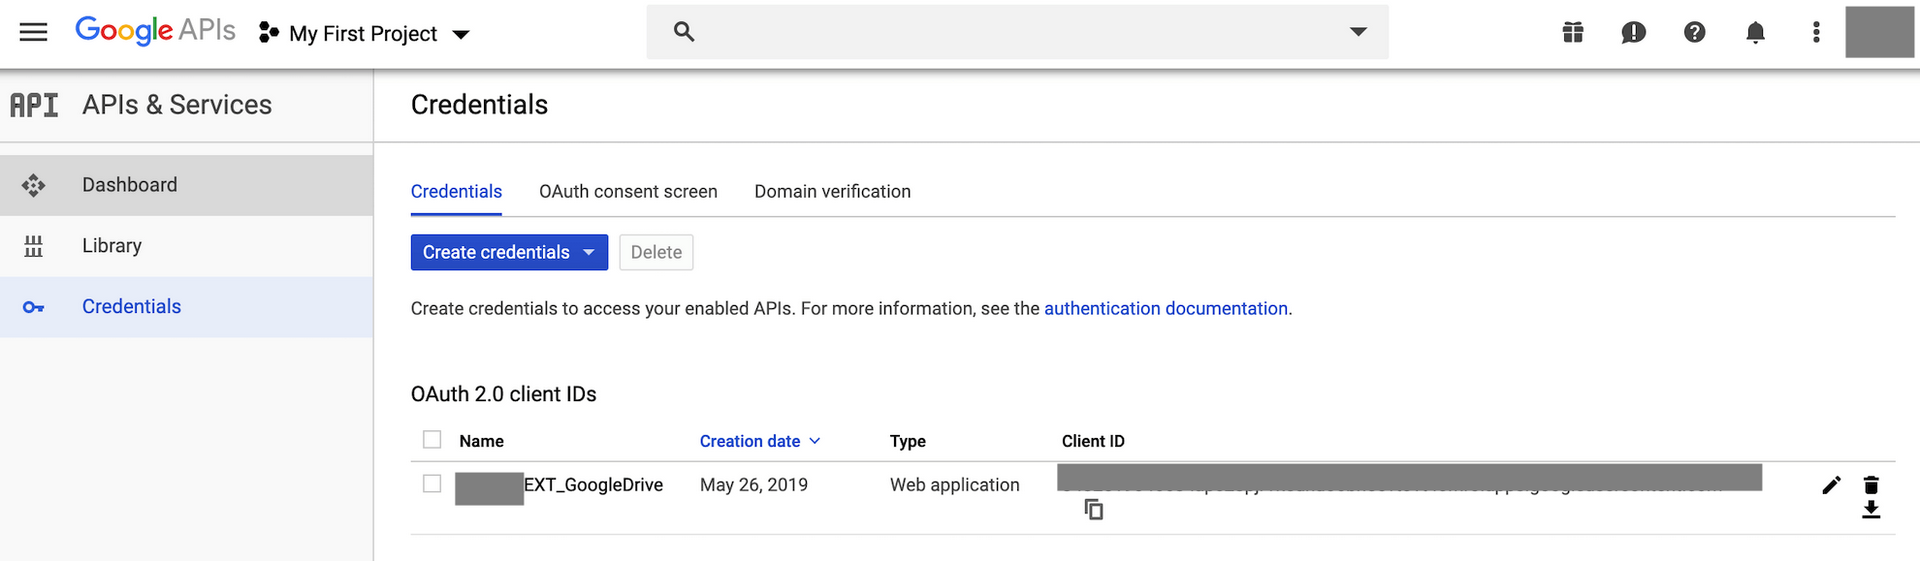 Google APIs My First Project
API APIs & Services Credentials
Dashboard
Library
Credentials
Credentials OAuth consent screen Domain verification
Create credentials Delete
Create credentials to access your enabled APIs. For more information, see the authentication documentation.
OAuth 2.0 client IDs
Name Creation date Type Client ID
EXT_GoogleDrive May 26, 2019 Web application